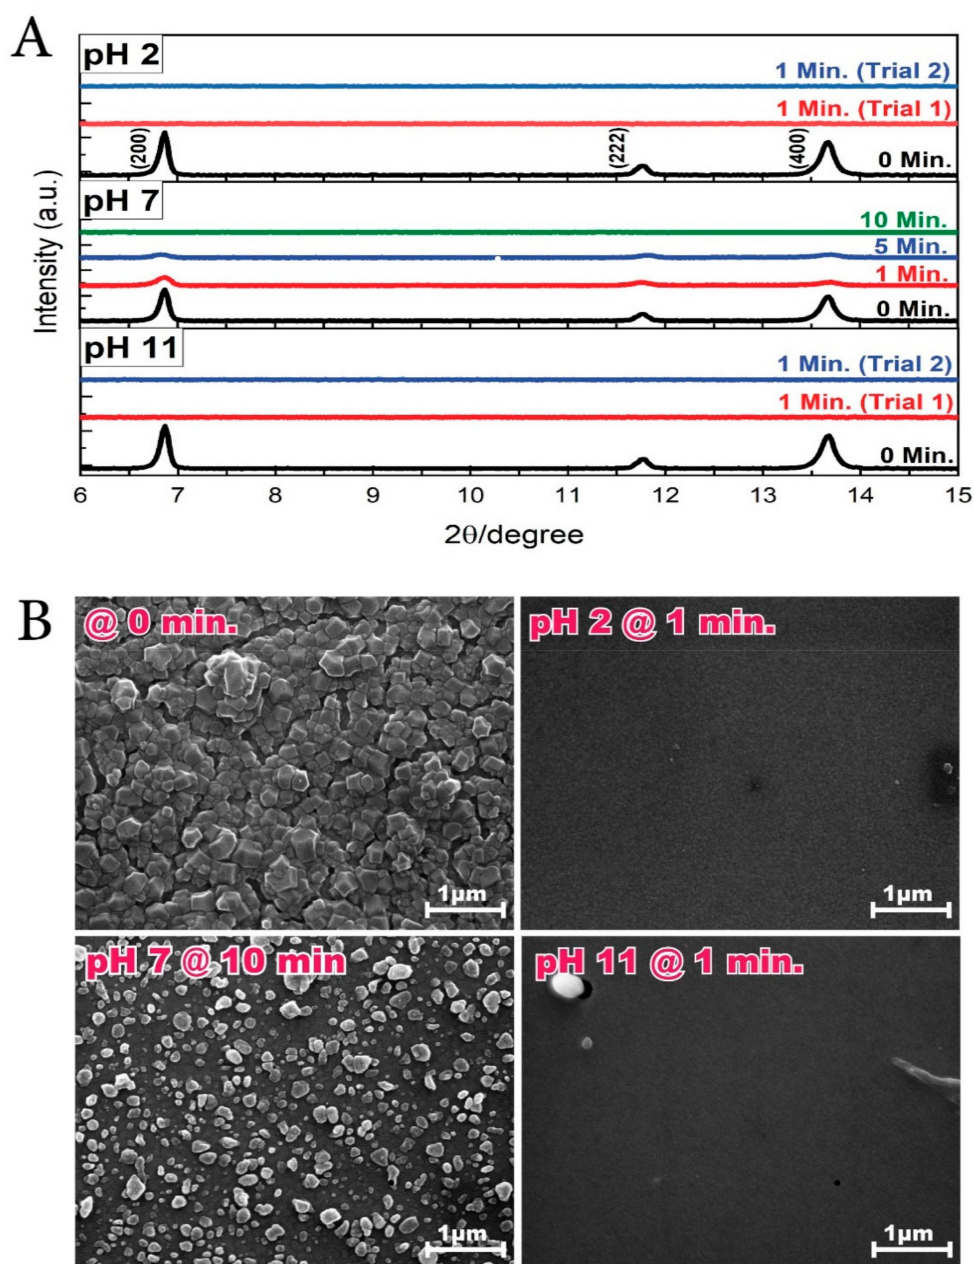 A
pH 2
1 Min. (Trial 2)
1 Min. (Trial 1)
(200)
(222)
(400)
0 Min.
pH 7
10 Min.
5 Min.
1 Min.
0 Min.
Intensity (a.u.)
pH 11
1 Min. (Trial 2)
1 Min. (Trial 1)
0 Min.
6 7 8 9 10 11 12 13 14 15
2θ/degree
B
@ 0 min.
1µm
pH 2 @ 1 min.
1µm
pH 7 @ 10 min
1µm
pH 11 @ 1 min.
1µm